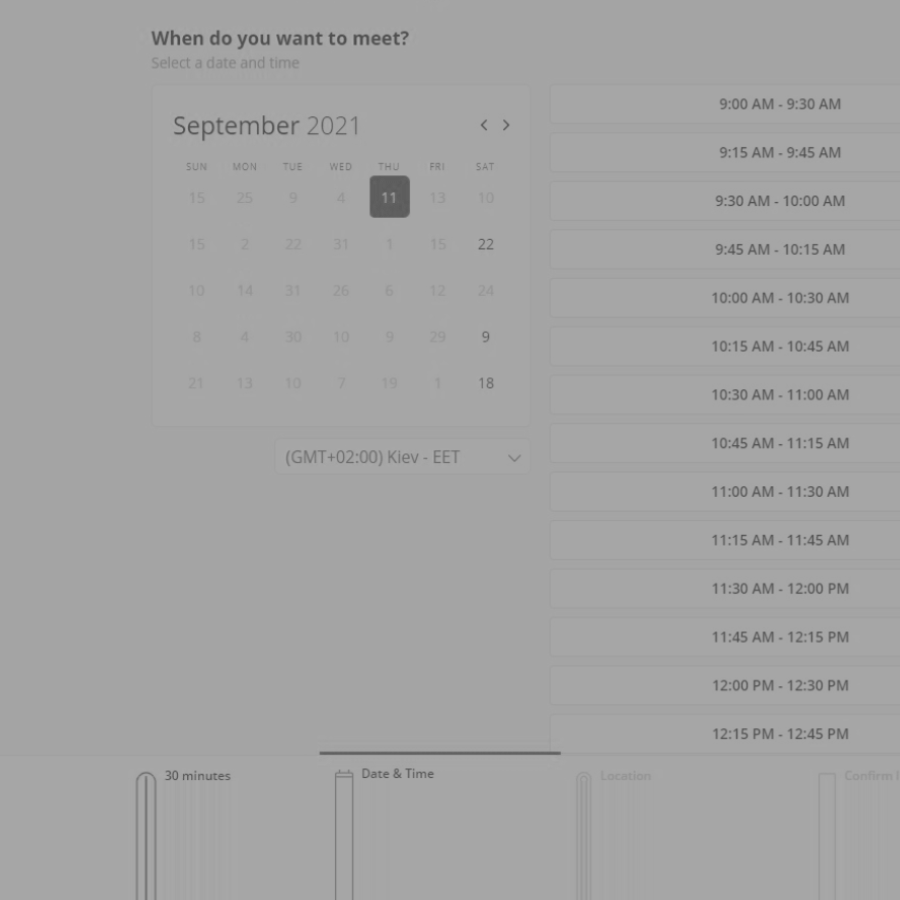 When do you want to meet?
Select a date and time
September 2021
SUN MON TUE WED THU FRI SAT
15 25 9 4 11 13 10
15 2 22 31 1 15 22
10 14 31 26 6 12 24
8 4 30 10 9 29 9
21 13 10 7 19 1 18
(GMT+02:00) Kiev - EET
9:00 AM - 9:30 AM
9:15 AM - 9:45 AM
9:30 AM - 10:00 AM
9:45 AM - 10:15 AM
10:00 AM - 10:30 AM
10:15 AM - 10:45 AM
10:30 AM - 11:00 AM
10:45 AM - 11:15 AM
11:00 AM - 11:30 AM
11:15 AM - 11:45 AM
11:30 AM - 12:00 PM
11:45 AM - 12:15 PM
12:00 PM - 12:30 PM
12:15 PM - 12:45 PM
30 minutes
Date & Time
Location
Confirm